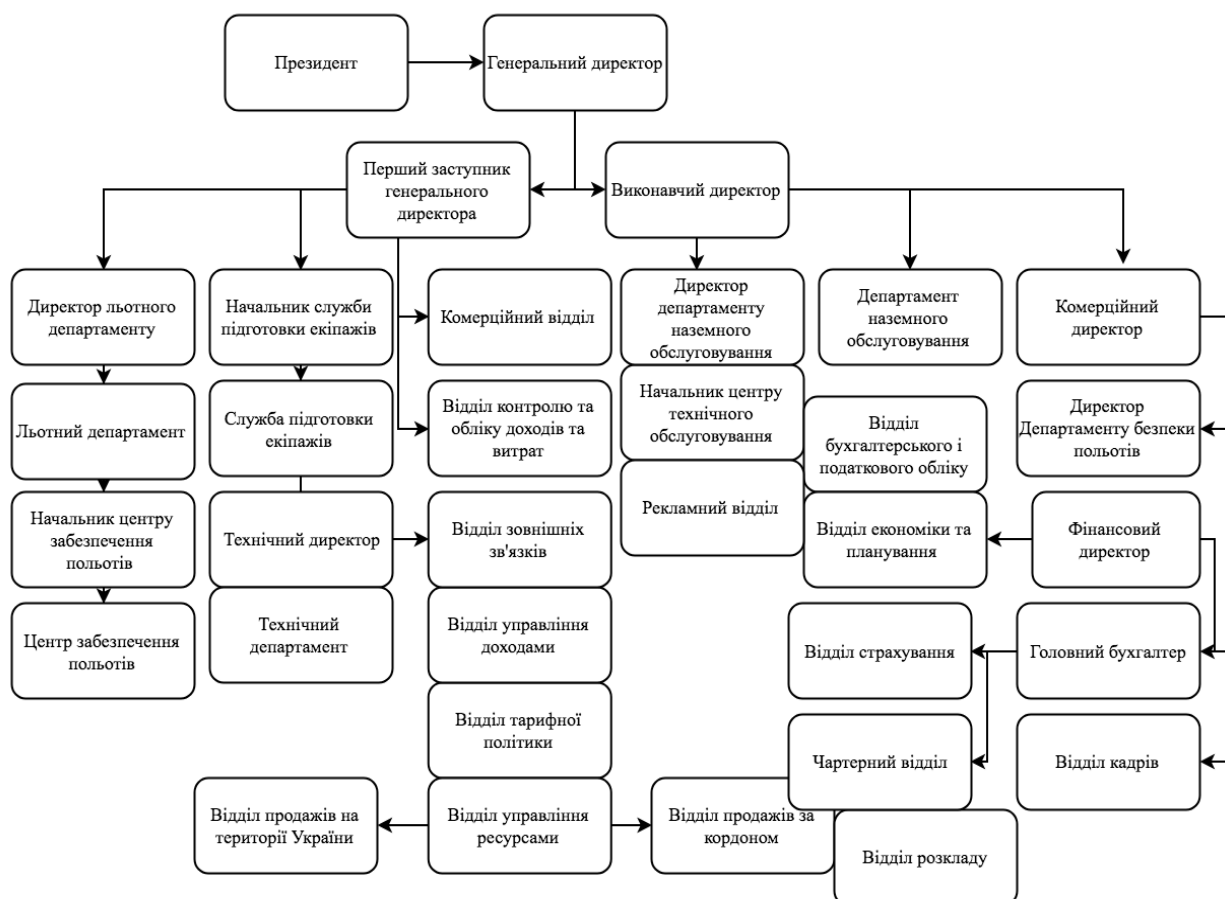 Президент
Генеральний директор
Перший заступник
генерального
директора
Виконавчий директор
Директор льотного
департаменту
Начальник служби
підготовки екіпажів
Комерційний відділ
Директор
департаменту
наземного
обслуговування
Департамент
наземного
обслуговування
Комерційний
директор
Льотний департамент
Служба підготовки
екіпажів
Відділ контролю та
обліку доходів та
витрат
Начальник центру
технічного
обслуговування
Відділ
бухгалтерського і
податкового обліку
Директор
Департаменту безпеки
польотів
Начальник центру
забезпечення
польотів
Технічний директор
Відділ зовнішніх
зв'язків
Рекламний відділ
Відділ економіки та
планування
Фінансовий
директор
Центр забезпечення
польотів
Технічний
департамент
Відділ управління
доходами
Відділ страхування
Головний бухгалтер
Відділ тарифної
політики
Чартерний відділ
Відділ кадрів
Відділ продажів на
території України
Відділ управління
ресурсами
Відділ продажів за
кордоном
Відділ розкладу